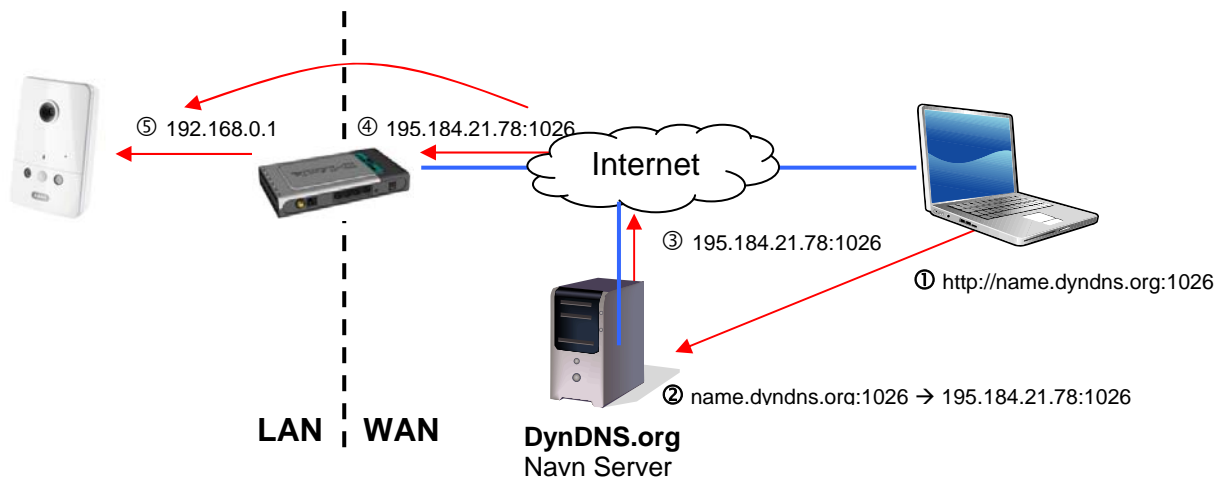 ⑤ 192.168.0.1
④ 195.184.21.78:1026
Internet
③ 195.184.21.78:1026
① http://name.dyndns.org:1026
② name.dyndns.org:1026 → 195.184.21.78:1026
LAN
WAN
DynDNS.org
Navn Server